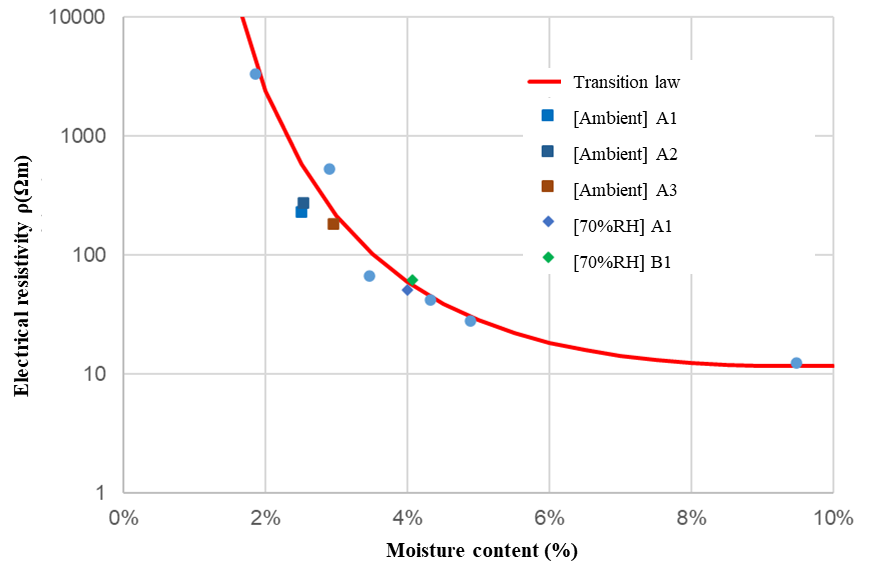 10000
1000
100
10
1
Electrical resistivity ρ(Ωm)
Transition law
[Ambient] A1
[Ambient] A2
[Ambient] A3
[70%RH] A1
[70%RH] B1
0% 2% 4% 6% 8% 10%
Moisture content (%)